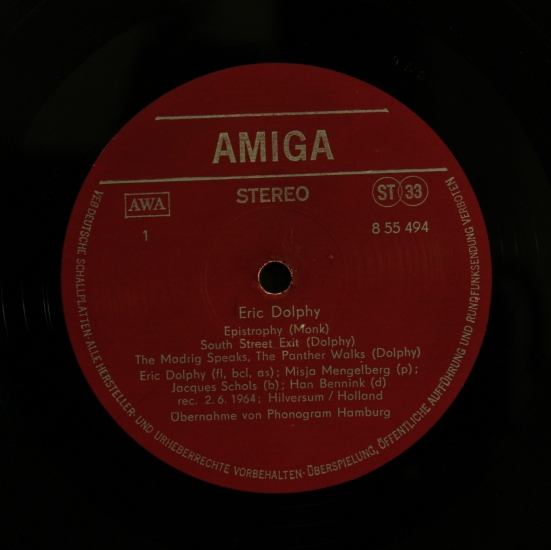 AMIGA
STEREO
AWA
ST 33
1
8 55 494
Eric Dolphy
Epistrophy (Monk)
South Street Exit (Dolphy)
The Madrig Speaks, The Panther Walks (Dolphy)
Eric Dolphy (fl, bcl, as); Misja Mengelberg (p);
Jacques Schols (b); Han Bennink (d)
rec. 2. 6. 1964; Hilversum / Holland
Übernahme von Phonogram Hamburg
VEB DEUTSCHE SCHALLPLATTEN · ALLE HERSTELLER- UND URHEBERRECHTE VORBEHALTEN · ÜBERSPIELUNG, ÖFFENTLICHE AUFFÜHRUNG UND RUNDFUNKSENDUNG VERBOTEN